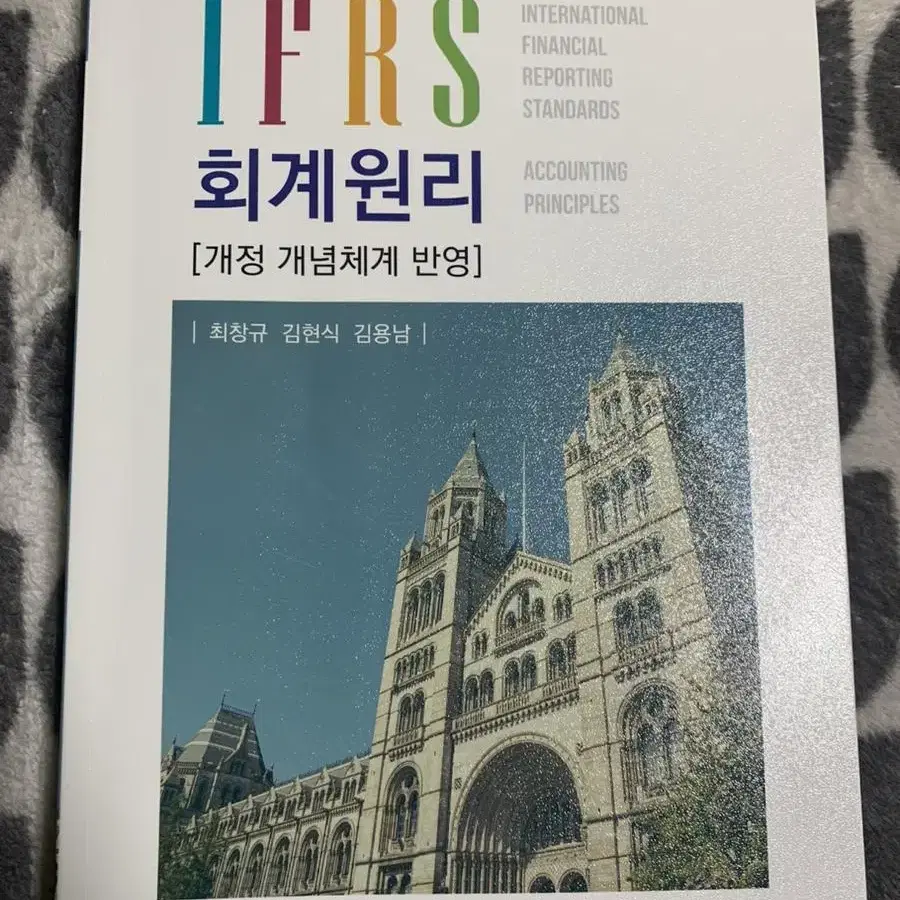 IFRS
INTERNATIONAL
FINANCIAL
REPORTING
STANDARDS
회계원리
ACCOUNTING
PRINCIPLES
[개정 개념체계 반영]
| 최창규 김현식 김용남 |